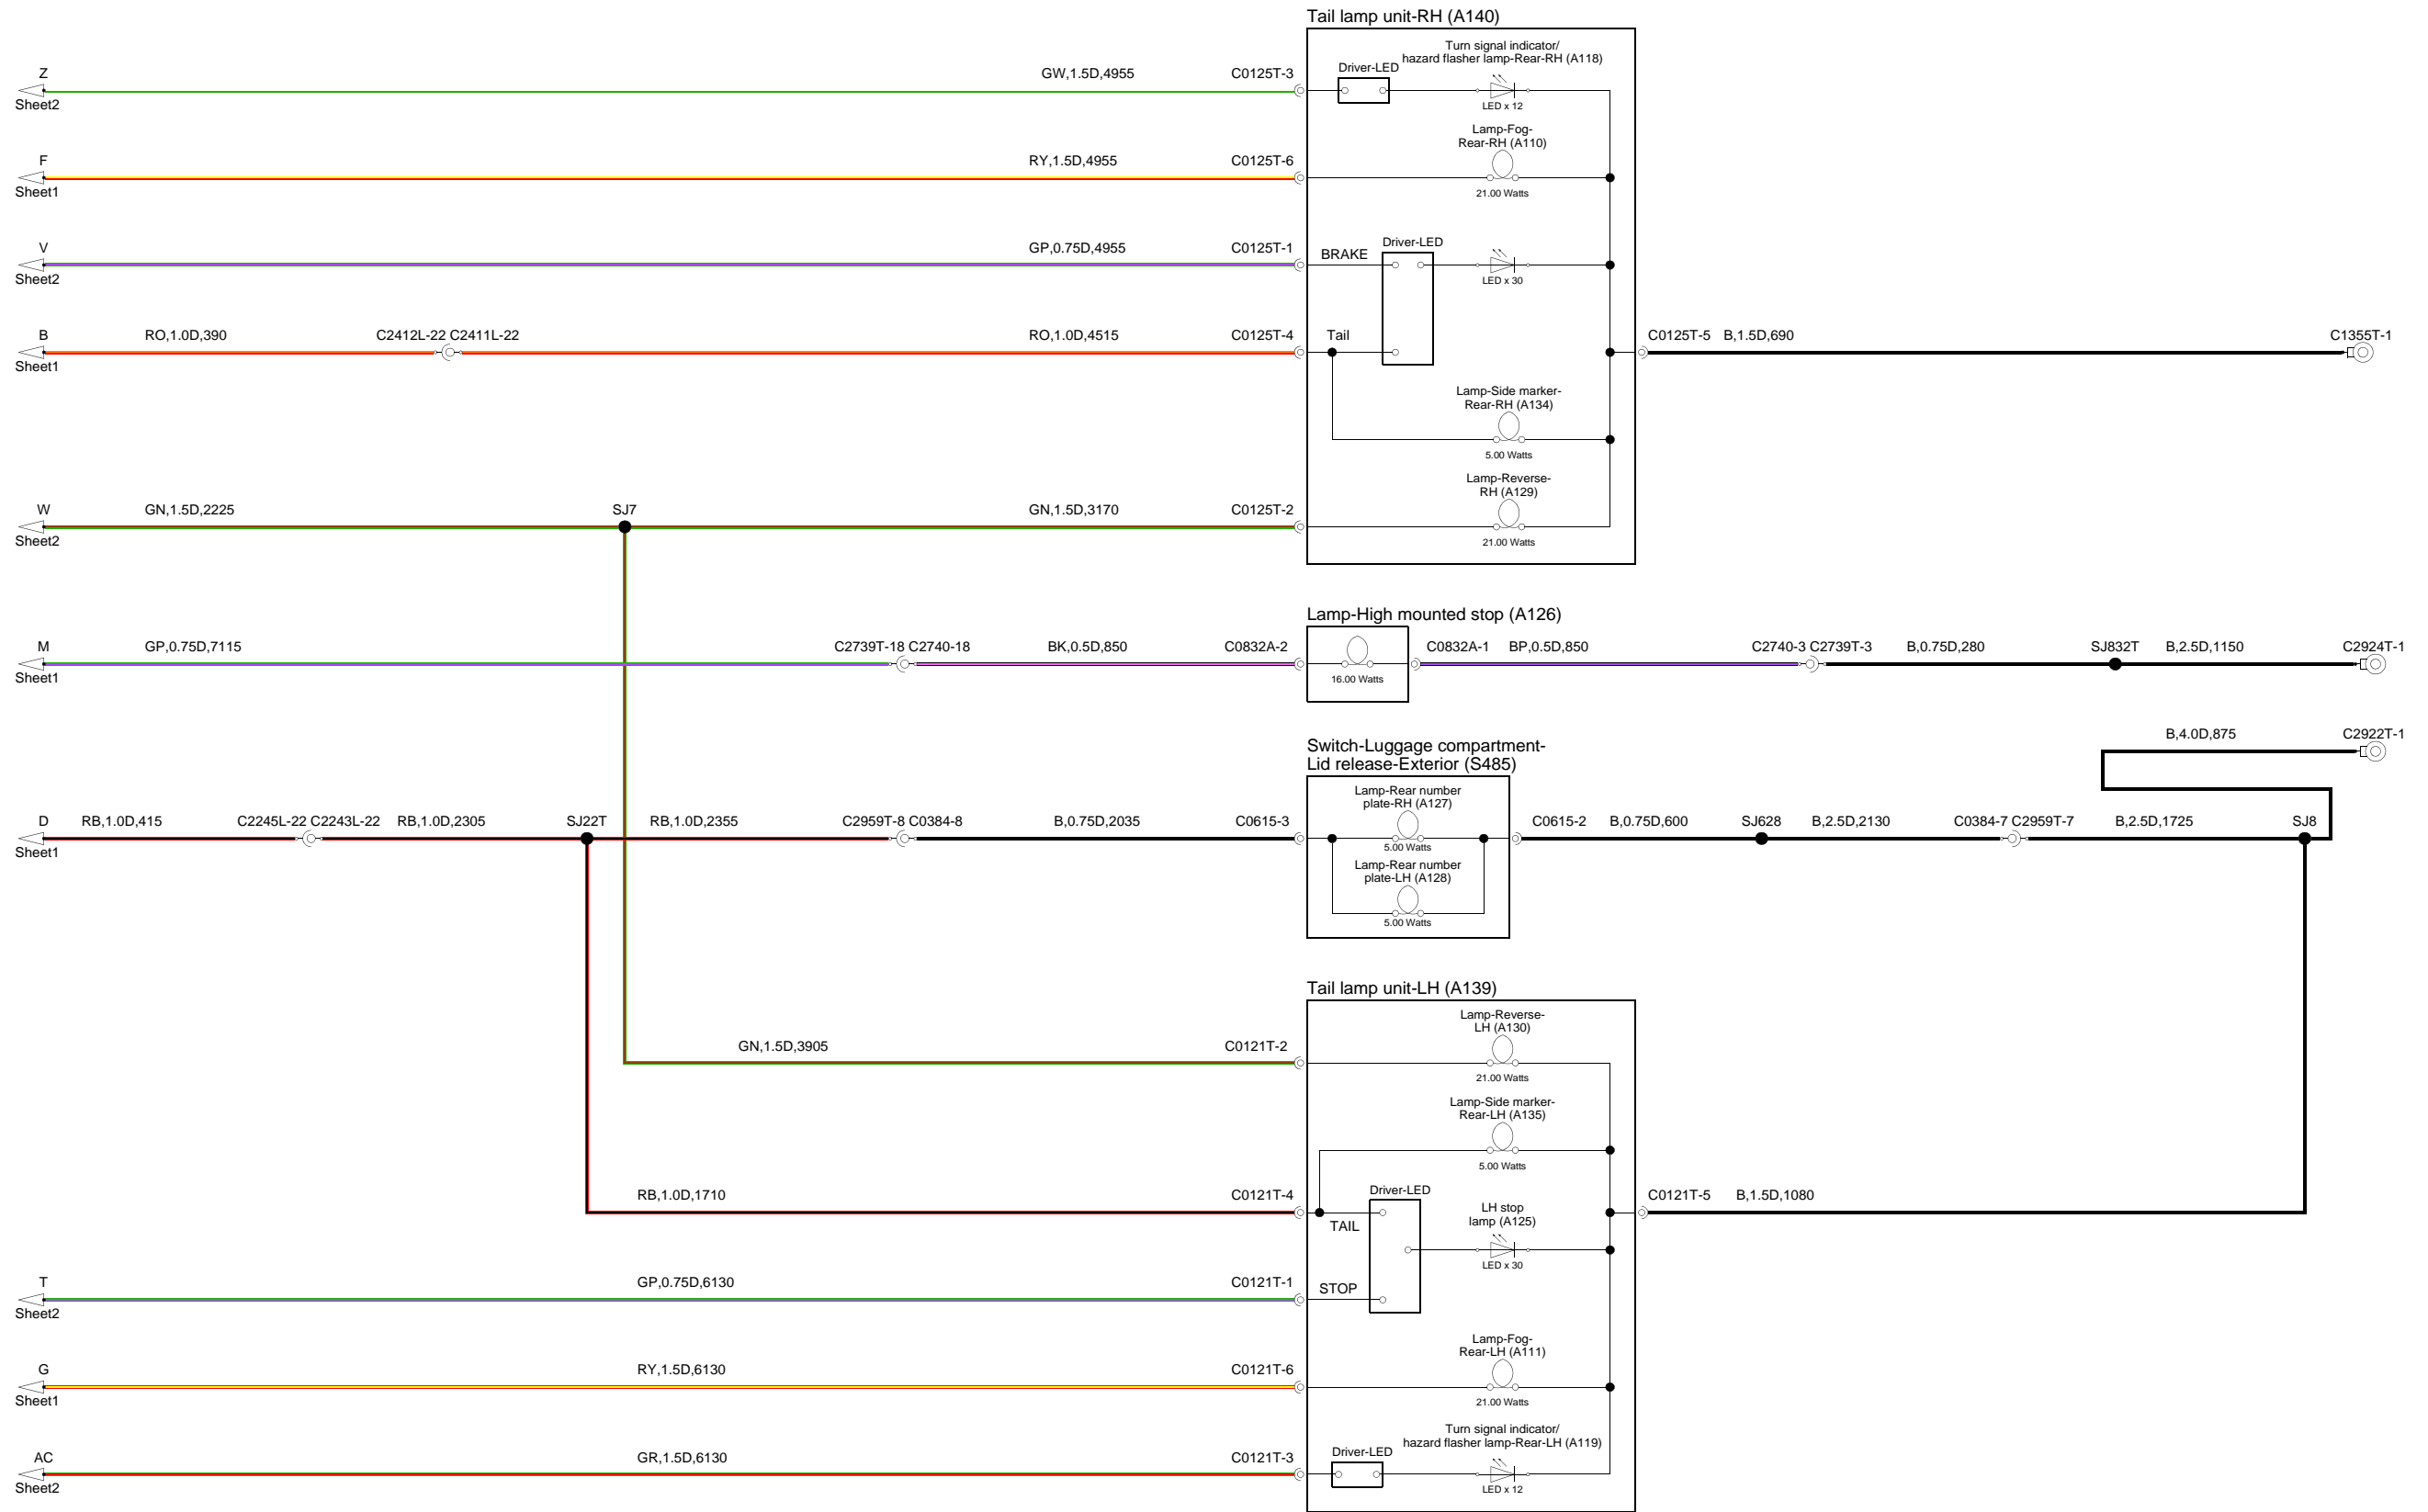 Tail lamp unit-RH (A140)
Turn signal indicator/
hazard flasher lamp-Rear-RH (A118)
Z
GW,1.5D,4955
C0125T-3
Driver-LED
Sheet2
LED x 12
Lamp-Fog-
Rear-RH (A110)
F
RY,1.5D,4955
C0125T-6
Sheet1
21.00 Watts
V
GP,0.75D,4955
C0125T-1
BRAKE
Driver-LED
Sheet2
LED x 30
B
RO,1.0D,390
C2412L-22 C2411L-22
RO,1.0D,4515
C0125T-4
Tail
C0125T-5
B,1.5D,690
C1355T-1
Sheet1
Lamp-Side marker-
Rear-RH (A134)
5.00 Watts
Lamp-Reverse-
RH (A129)
W
GN,1.5D,2225
SJ7
GN,1.5D,3170
C0125T-2
Sheet2
21.00 Watts
Lamp-High mounted stop (A126)
M
GP,0.75D,7115
C2739T-18 C2740-18
BK,0.5D,850
C0832A-2
C0832A-1
BP,0.5D,850
C2740-3 C2739T-3
B,0.75D,280
SJ832T
B,2.5D,1150
C2924T-1
Sheet1
16.00 Watts
B,4.0D,875
C2922T-1
Switch-Luggage compartment-
Lid release-Exterior (S485)
Lamp-Rear number
plate-RH (A127)
D
RB,1.0D,415
C2245L-22 C2243L-22
RB,1.0D,2305
SJ22T
RB,1.0D,2355
C2959T-8 C0384-8
B,0.75D,2035
C0615-3
C0615-2
B,0.75D,600
SJ628
B,2.5D,2130
C0384-7 C2959T-7
B,2.5D,1725
SJ8
Sheet1
5.00 Watts
Lamp-Rear number
plate-LH (A128)
5.00 Watts
Tail lamp unit-LH (A139)
Lamp-Reverse-
LH (A130)
GN,1.5D,3905
C0121T-2
21.00 Watts
Lamp-Side marker-
Rear-LH (A135)
5.00 Watts
RB,1.0D,1710
C0121T-4
Driver-LED
TAIL
LH stop
lamp (A125)
C0121T-5
B,1.5D,1080
LED x 30
T
GP,0.75D,6130
C0121T-1
STOP
Sheet2
Lamp-Fog-
Rear-LH (A111)
G
RY,1.5D,6130
C0121T-6
Sheet1
21.00 Watts
Turn signal indicator/
hazard flasher lamp-Rear-LH (A119)
AC
GR,1.5D,6130
C0121T-3
Driver-LED
Sheet2
LED x 12